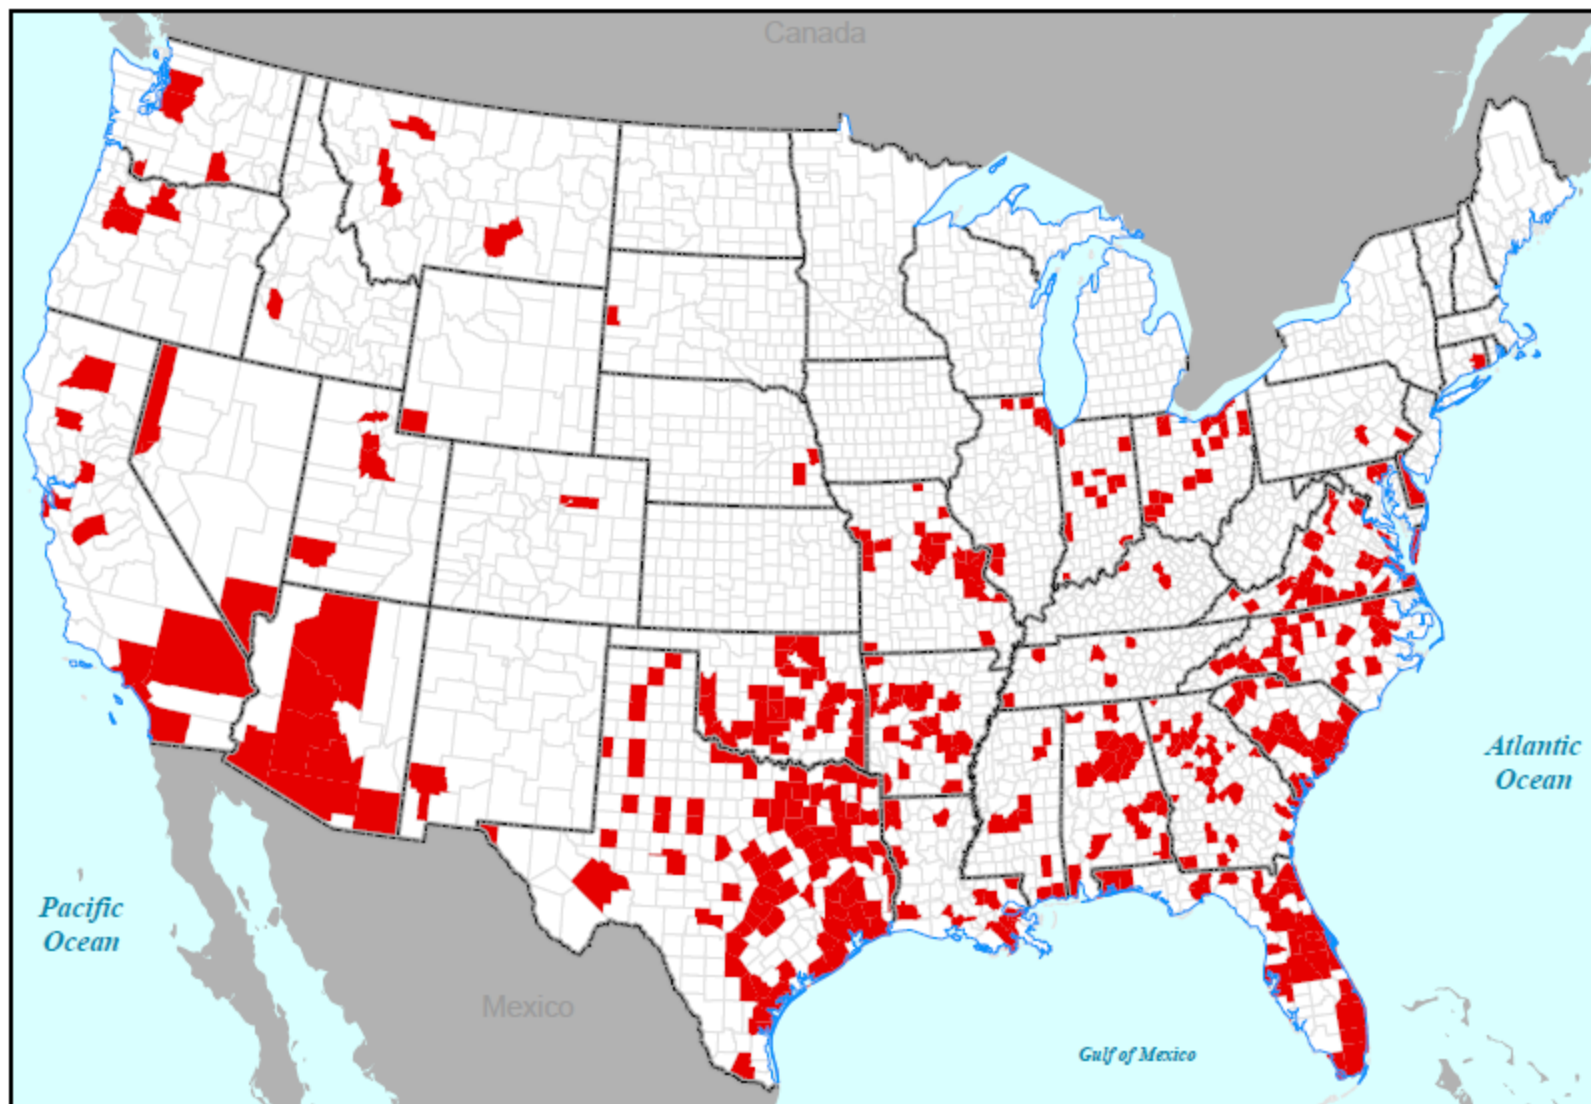 Canada
Atlantic
Ocean
Pacific
Ocean
Mexico
Gulf of Mexico